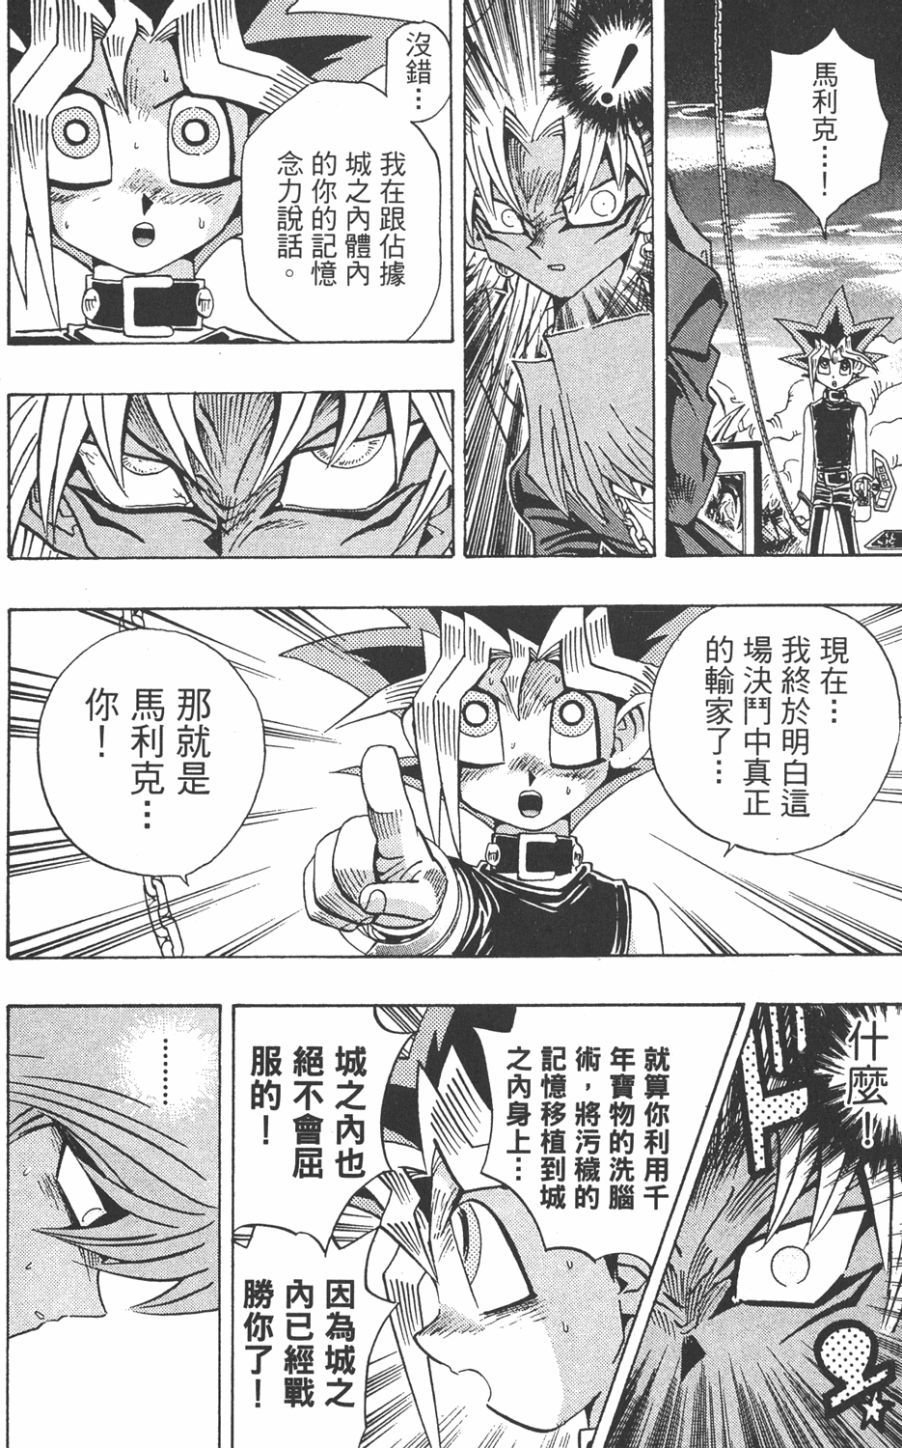 馬利克…!
!
沒錯…
我在跟佔據
城之內體內
的你的記憶
念力說話。
現在…
我終於明白這
場決鬥中真正
的輸家了…
那就是
馬利克…
你!
什麼!
就算你利用千
年寶物的洗腦
術,將污穢的
記憶移植到城
之內身上…
城之內也
絕不會屈
服的!
因為城之
內已經戰
勝你了!
………